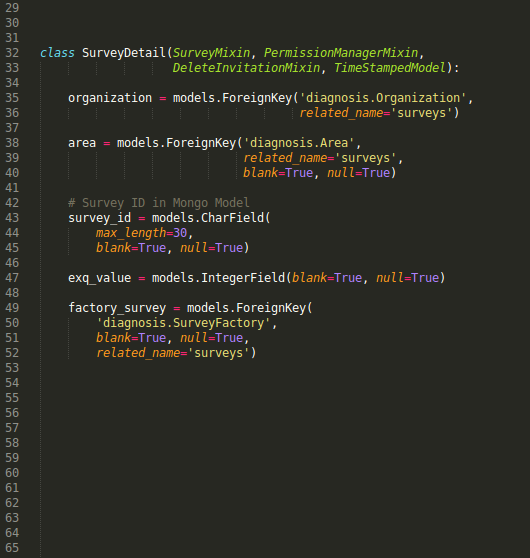 29
30
31
32 class SurveyDetail(SurveyMixin, PermissionManagerMixin,
33 DeleteInvitationMixin, TimeStampedModel):
34
35 organization = models.ForeignKey('diagnosis.Organization',
36 related_name='surveys')
37
38 area = models.ForeignKey('diagnosis.Area',
39 related_name='surveys',
40 blank=True, null=True)
41
42 # Survey ID in Mongo Model
43 survey_id = models.CharField(
44 max_length=30,
45 blank=True, null=True)
46
47 exq_value = models.IntegerField(blank=True, null=True)
48
49 factory_survey = models.ForeignKey(
50 'diagnosis.SurveyFactory',
51 blank=True, null=True,
52 related_name='surveys')
53
54
55
56
57
58
59
60
61
62
63
64
65